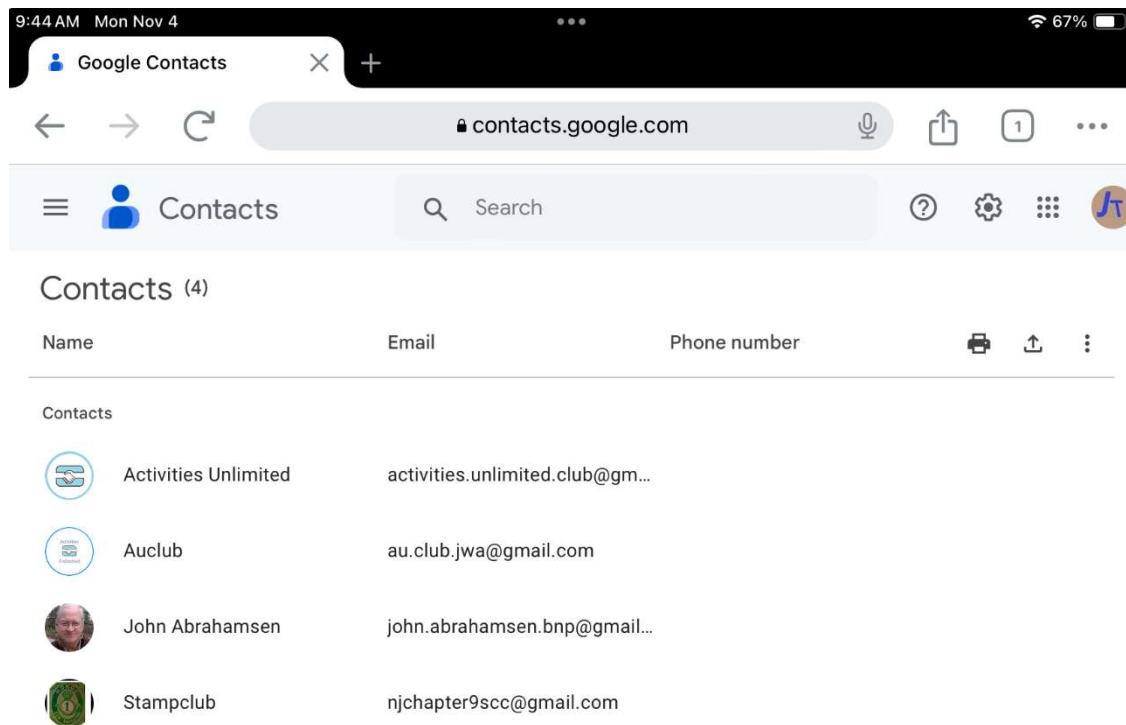 9:44 AM Mon Nov 4 67%
Google Contacts
contacts.google.com 1
Contacts Search JT
Contacts (4)
Name Email Phone number
Contacts
Activities Unlimited activities.unlimited.club@gm...
Auclub au.club.jwa@gmail.com
John Abrahamsen john.abrahamsen.bnp@gmail...
Stampclub njchapter9scc@gmail.com